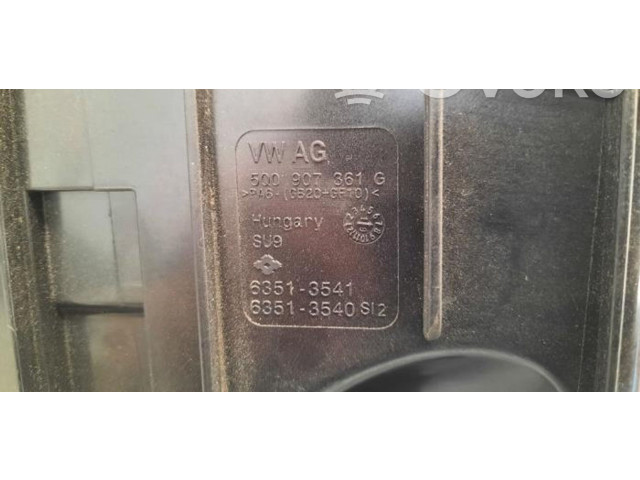 VW AG
5Q0 907 361 G
>PA6-(GB20+GF10)<
Hungary
SU9
6351-3541
6351-3540 SI2